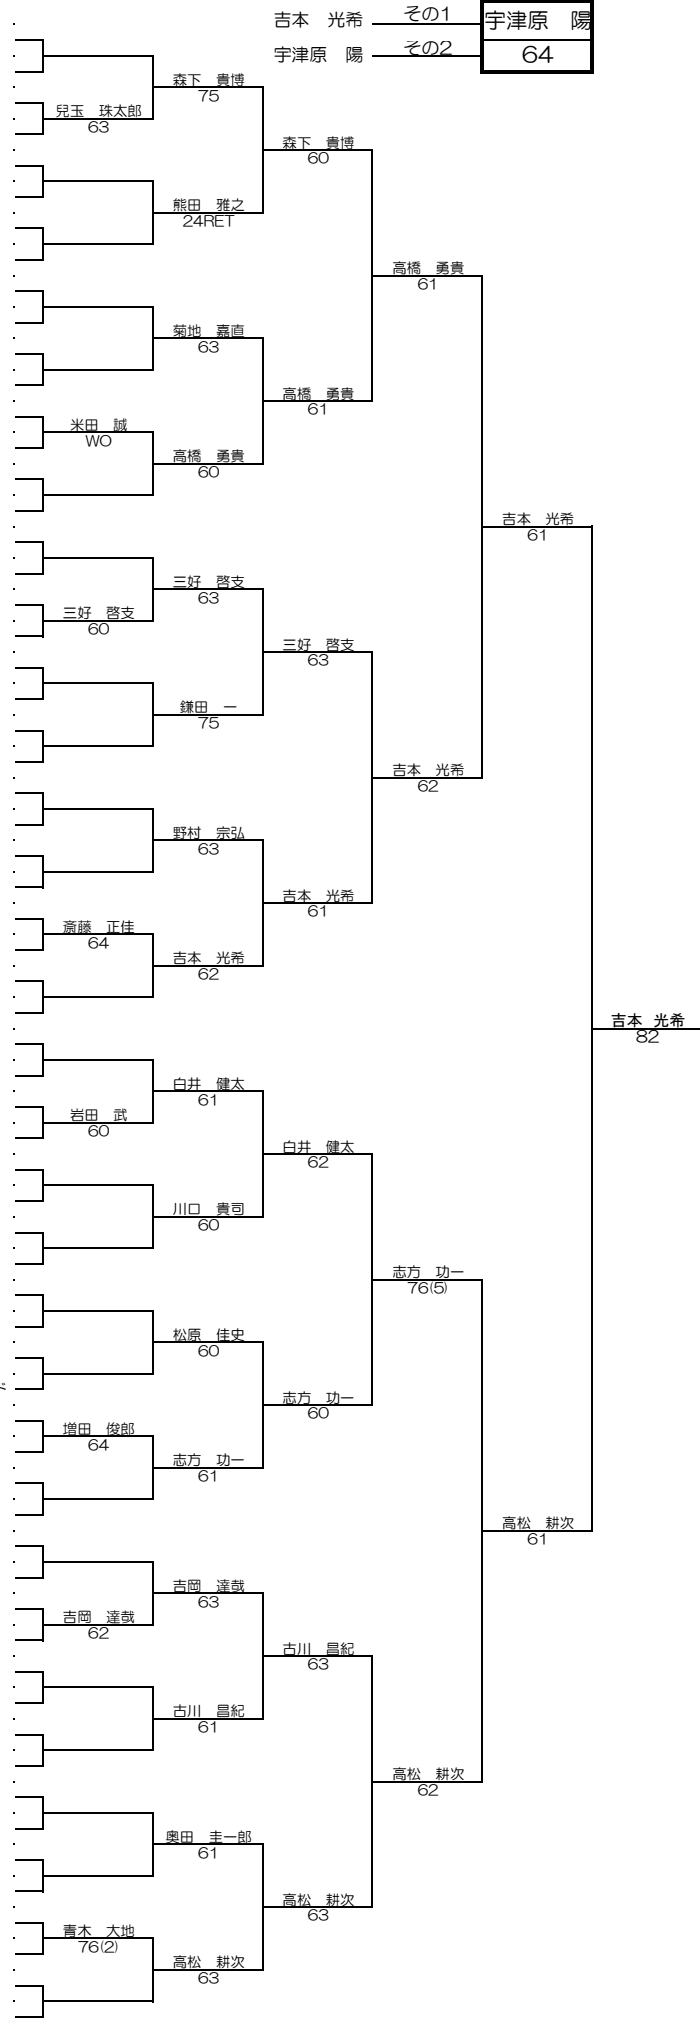 吉本　光希　その1　宇津原　陽
宇津原　陽　その2　64
森下　貴博
75
兒玉　珠太郎
63
森下　貴博
60
熊田　雅之
24RET
高橋　勇貴
61
菊地　嘉直
63
高橋　勇貴
61
米田　誠
WO
高橋　勇貴
60
吉本　光希
61
三好　啓支
63
三好　啓支
60
三好　啓支
63
鎌田　一
75
吉本　光希
62
野村　宗弘
63
吉本　光希
61
斎藤　正佳
64
吉本　光希
62
吉本　光希
82
白井　健太
61
岩田　武
60
白井　健太
62
川口　貴司
60
志方　功一
76(5)
松原　佳史
60
志方　功一
60
増田　俊郎
64
志方　功一
61
高松　耕次
61
吉岡　達哉
63
吉岡　達哉
62
古川　昌紀
63
古川　昌紀
61
高松　耕次
62
奥田　圭一郎
61
高松　耕次
63
青木　大地
76(2)
高松　耕次
63